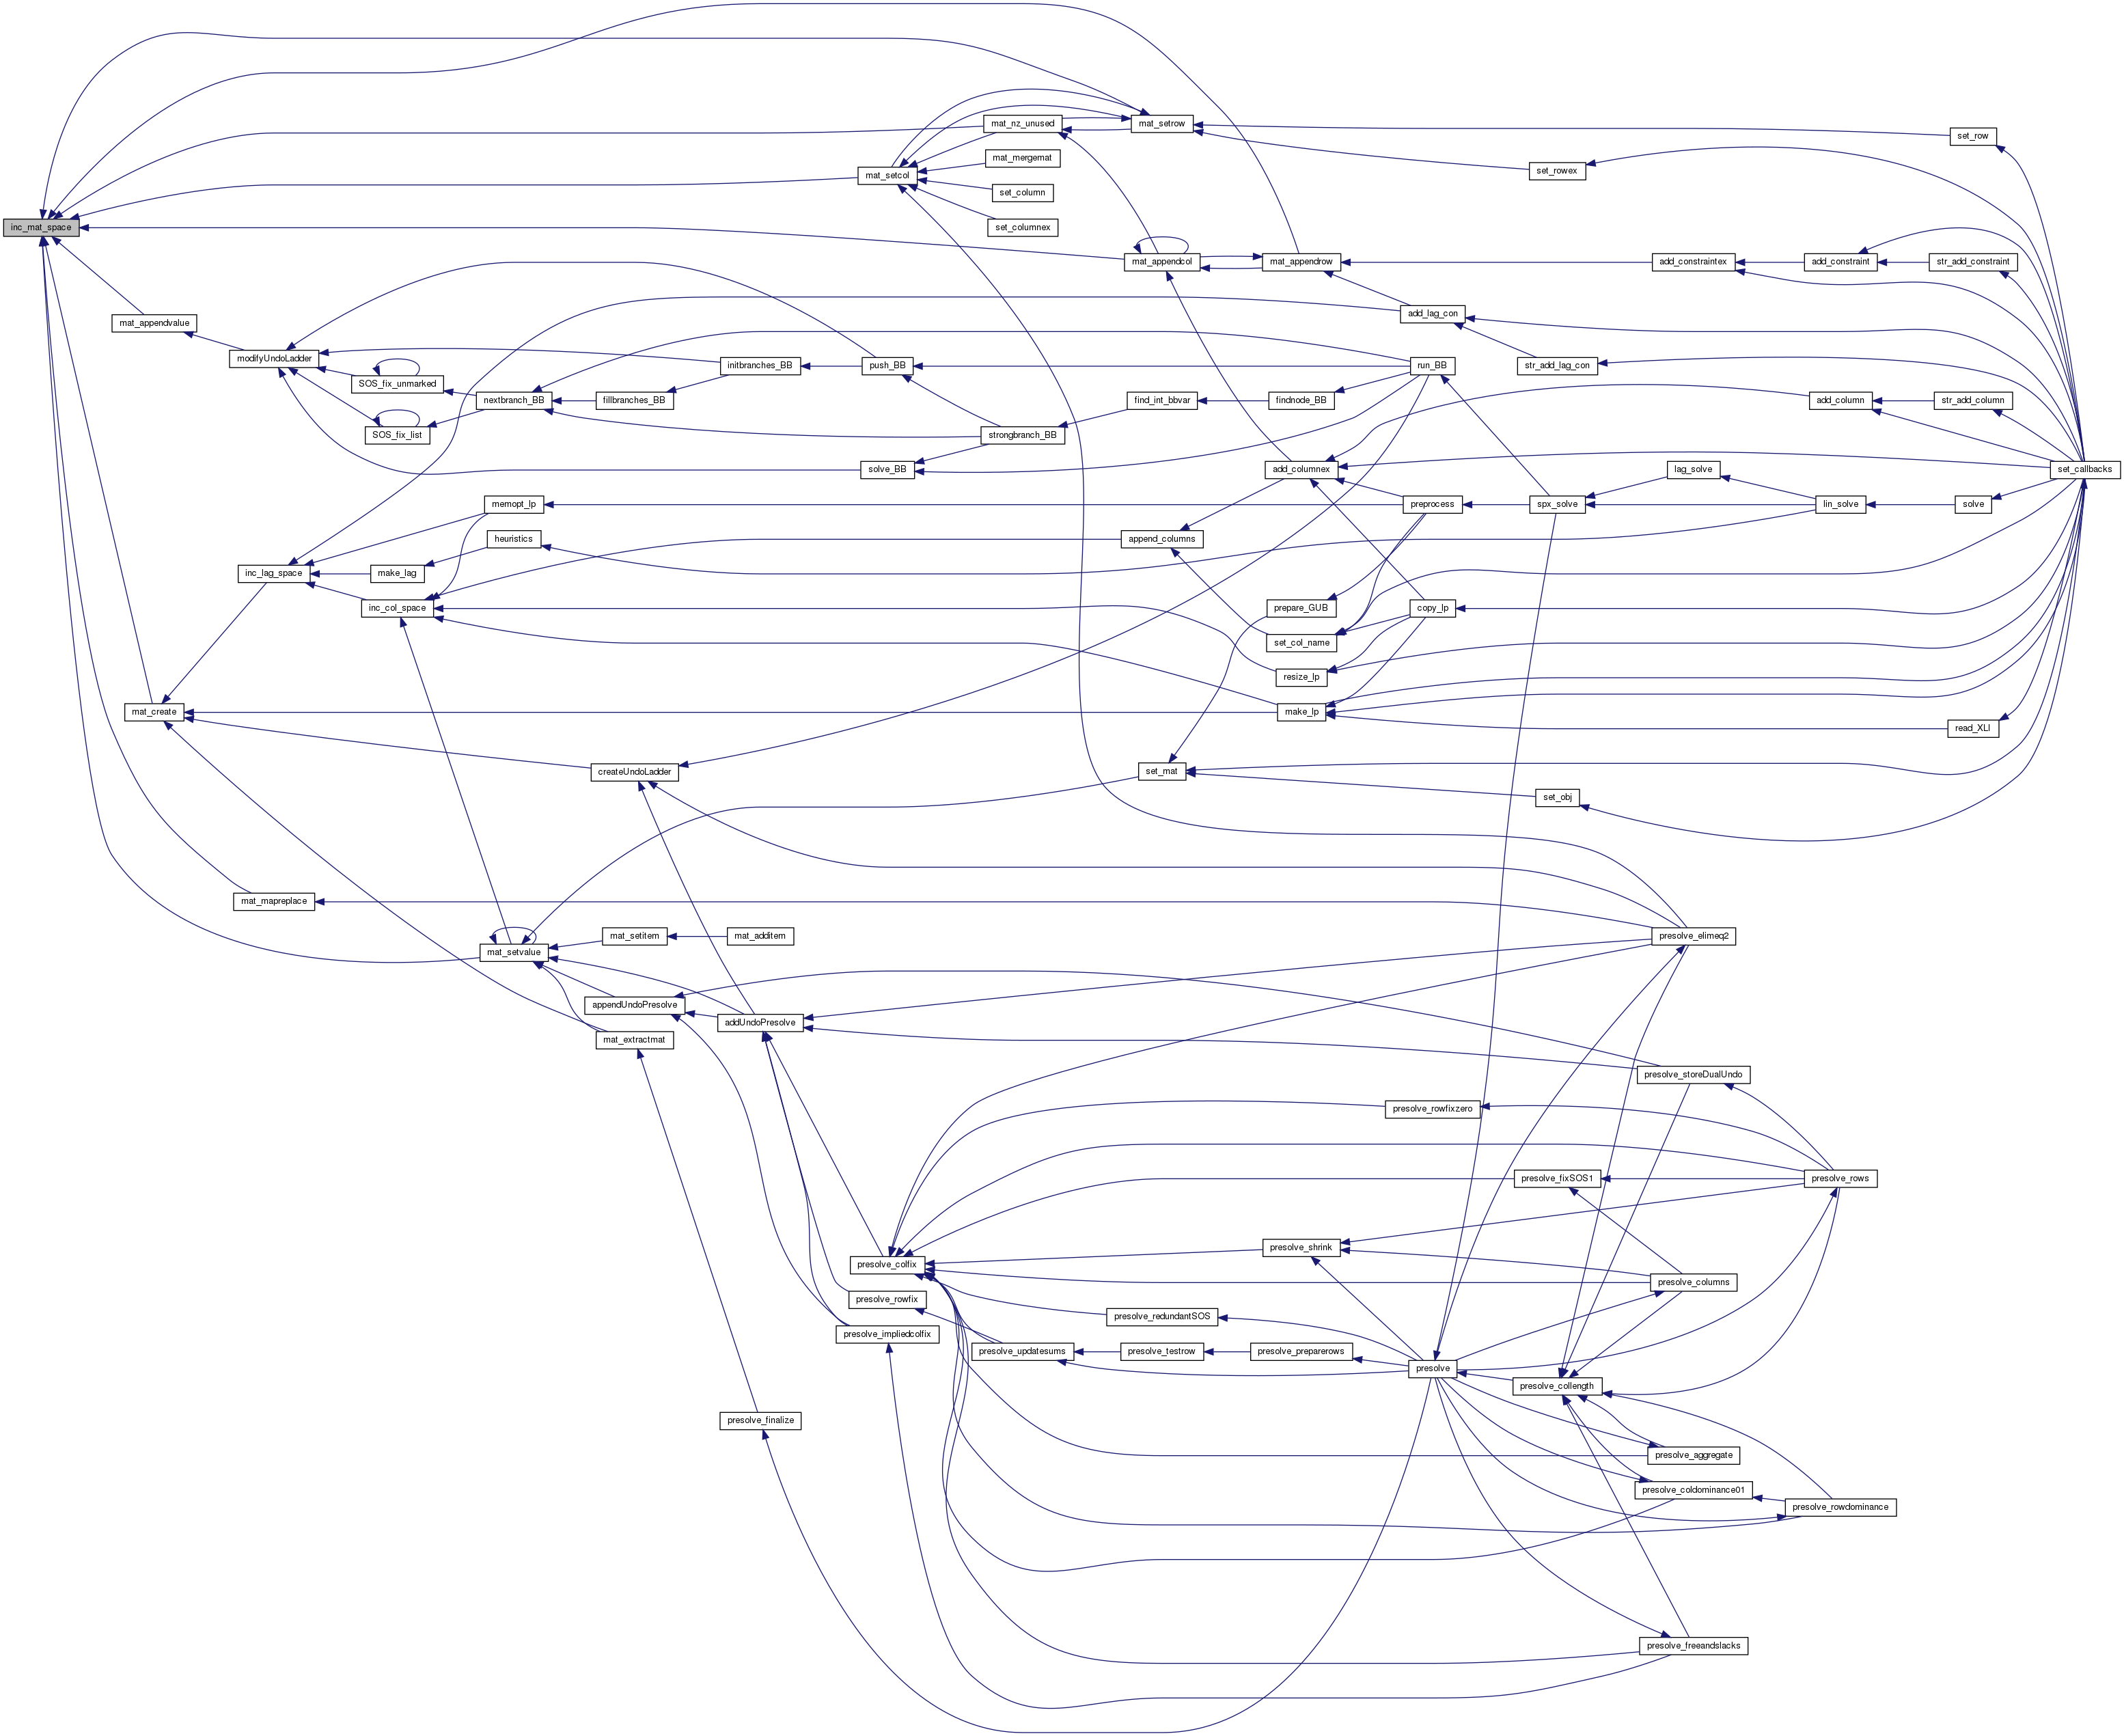 inc_mat_space
mat_appendvalue
mat_create
mat_mapreplace
modifyUndoLadder
inc_lag_space
SOS_fix_unmarked
SOS_fix_list
make_lag
inc_col_space
nextbranch_BB
memopt_lp
heuristics
mat_setvalue
fillbranches_BB
createUndoLadder
mat_setitem
appendUndoPresolve
mat_extractmat
initbranches_BB
mat_additem
addUndoPresolve
presolve_finalize
mat_setcol
push_BB
solve_BB
presolve_colfix
presolve_rowfix
presolve_impliedcolfix
mat_nz_unused
mat_mergemat
set_column
set_columnex
strongbranch_BB
presolve_updatesums
mat_setrow
mat_appendcol
find_int_bbvar
append_columns
set_mat
presolve_redundantSOS
presolve_testrow
mat_appendrow
findnode_BB
add_columnex
prepare_GUB
set_col_name
resize_lp
make_lp
presolve_shrink
presolve_preparerows
add_lag_con
run_BB
preprocess
copy_lp
presolve_rowfixzero
presolve
set_rowex
str_add_lag_con
spx_solve
set_obj
presolve_fixSOS1
presolve_collength
add_constraintex
lag_solve
presolve_elimeq2
presolve_storeDualUndo
presolve_columns
presolve_aggregate
presolve_coldominance01
presolve_freeandslacks
add_constraint
add_column
lin_solve
presolve_rows
presolve_rowdominance
set_row
str_add_constraint
str_add_column
solve
read_XLI
set_callbacks